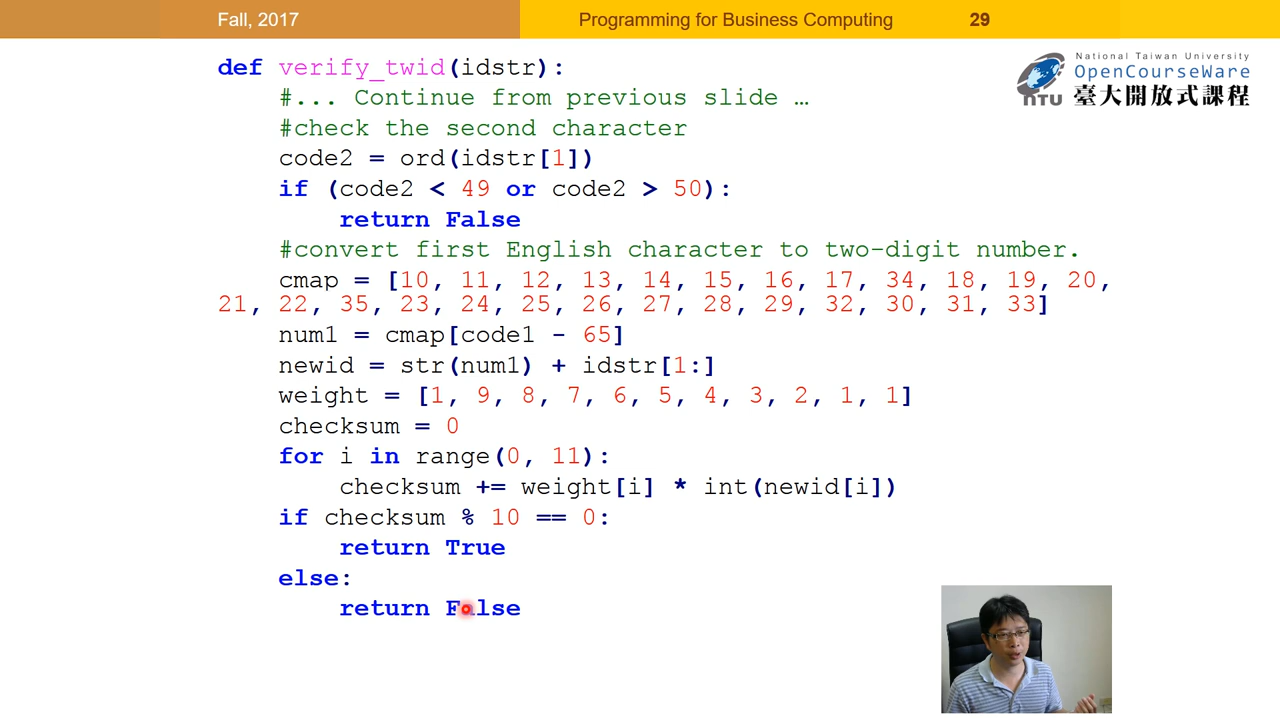 Fall, 2017
Programming for Business Computing
29
National Taiwan University
OpenCourseWare
臺大開放式課程
NTU
def verify_twid(idstr):
    #... Continue from previous slide …
    #check the second character
    code2 = ord(idstr[1])
    if (code2 < 49 or code2 > 50):
        return False
    #convert first English character to two-digit number.
    cmap = [10, 11, 12, 13, 14, 15, 16, 17, 34, 18, 19, 20,
21, 22, 35, 23, 24, 25, 26, 27, 28, 29, 32, 30, 31, 33]
    num1 = cmap[code1 - 65]
    newid = str(num1) + idstr[1:]
    weight = [1, 9, 8, 7, 6, 5, 4, 3, 2, 1, 1]
    checksum = 0
    for i in range(0, 11):
        checksum += weight[i] * int(newid[i])
    if checksum % 10 == 0:
        return True
    else:
        return False